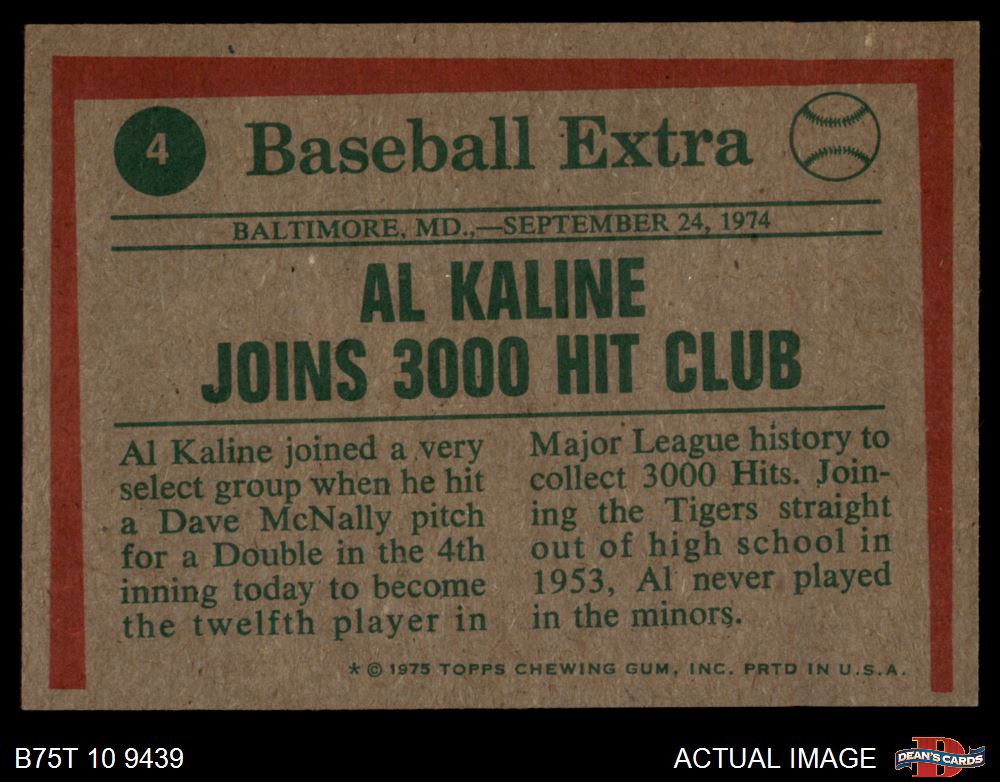 4
Baseball Extra
BALTIMORE, MD.,—SEPTEMBER 24, 1974
AL KALINE
JOINS 3000 HIT CLUB
Al Kaline joined a very
select group when he hit
a Dave McNally pitch
for a Double in the 4th
inning today to become
the twelfth player in
Major League history to
collect 3000 Hits. Join-
ing the Tigers straight
out of high school in
1953, Al never played
in the minors.
* © 1975 TOPPS CHEWING GUM, INC. PRTD IN U.S.A.
B75T 10 9439
ACTUAL IMAGE
D
DEAN'S CARDS